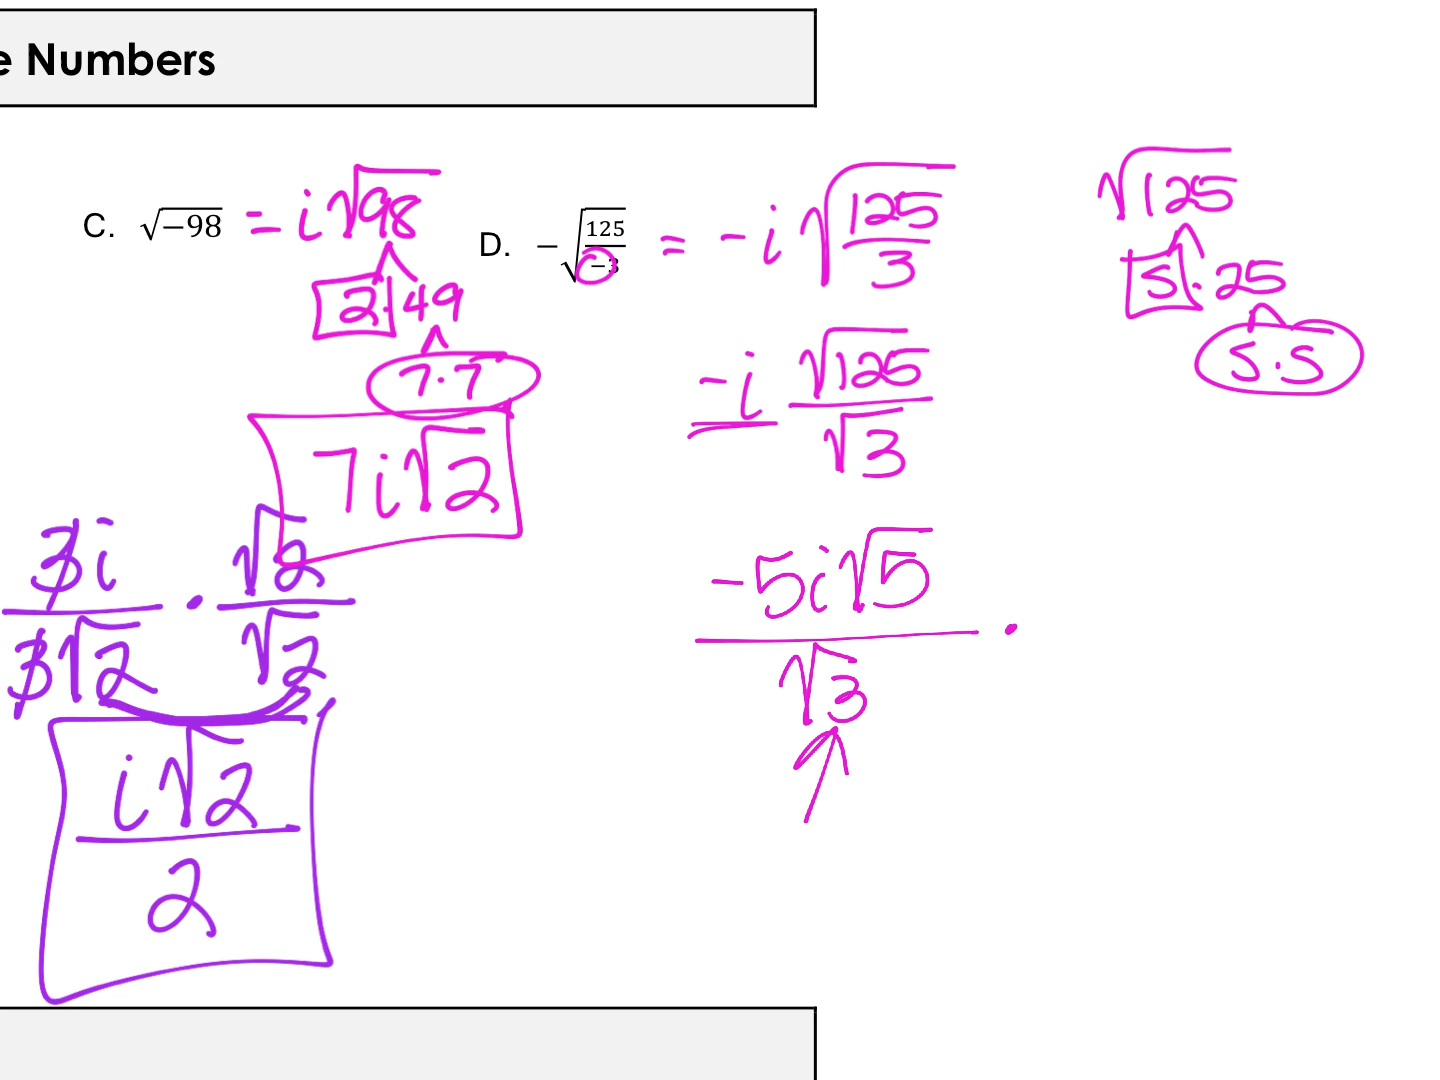 e Numbers
C. √−98 = i√98
2·49
7·7
7i√2
D. −√(125/−3) = -i√(125/3)
-i √125/√3
-5i√5/√3 ·
√125
5·25
5·5
3i/3√2 · √2/√2
i√2/2